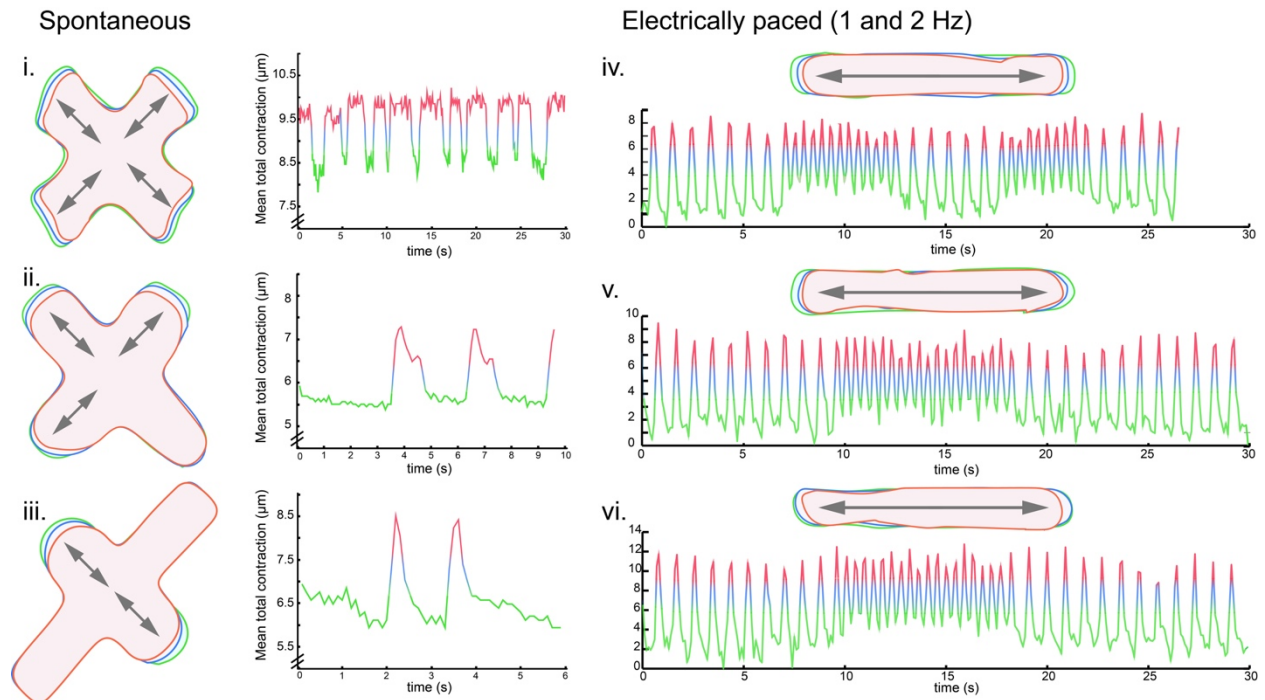 Spontaneous
Electrically paced (1 and 2 Hz)
i.
Mean total contraction (µm)
10.5
9.5
8.5
7.5
0 5 10 15 20 25 30
time (s)
ii.
Mean total contraction (µm)
8
7
6
5
0 1 2 3 4 5 6 7 8 9 10
time (s)
iii.
Mean total contraction (µm)
8.5
7.5
6.5
5.5
0 1 2 3 4 5 6
time (s)
iv.
8
6
4
2
0
0 5 10 15 20 25 30
time (s)
v.
10
8
6
4
2
0
0 5 10 15 20 25 30
time (s)
vi.
14
12
10
8
6
4
2
0
0 5 10 15 20 25 30
time (s)